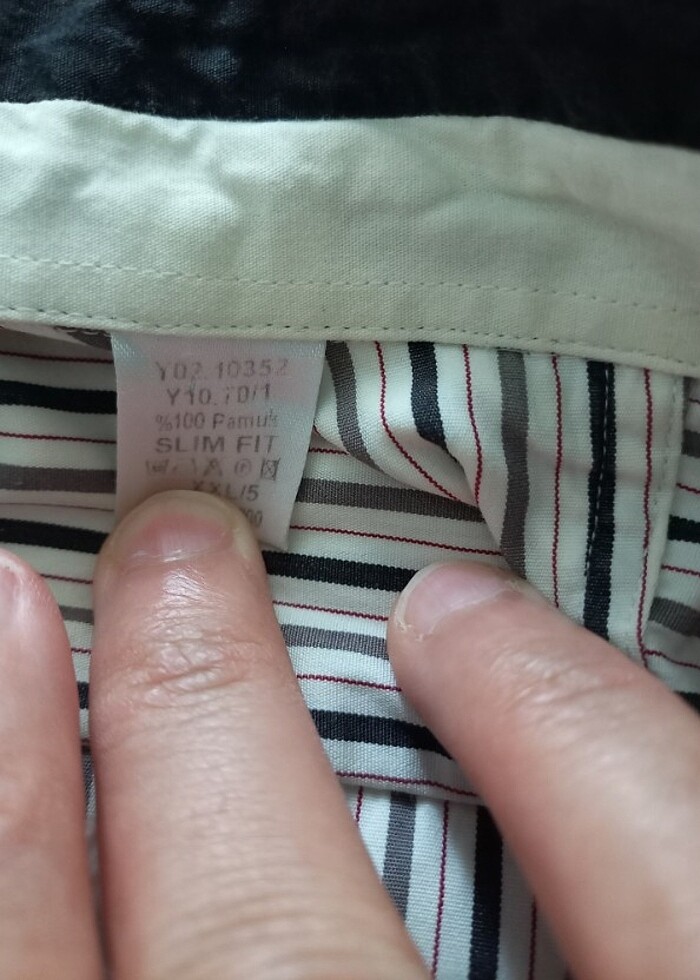 Y02.10352
Y10.70/1
%100 Pamuk
SLIM FIT
XXL/5